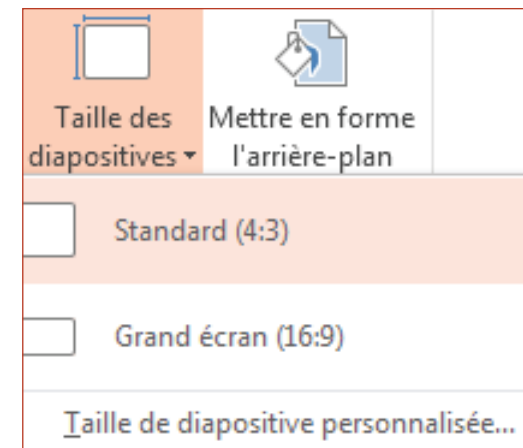 Taille des
diapositives
Mettre en forme
l'arrière-plan
Standard (4:3)
Grand écran (16:9)
Taille de diapositive personnalisée...